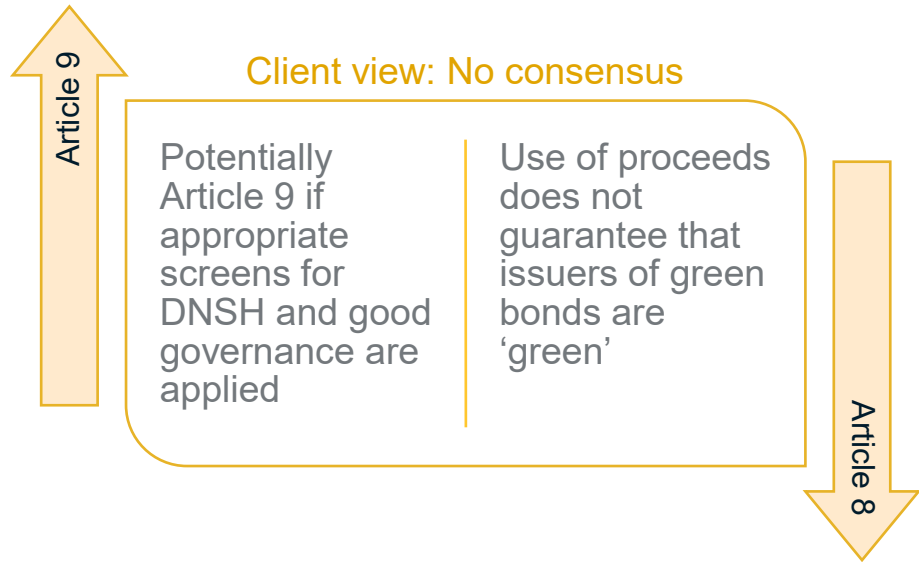 Article 9
Client view: No consensus
Potentially
Article 9 if
appropriate
screens for
DNSH and good
governance are
applied
Use of proceeds
does not
guarantee that
issuers of green
bonds are
‘green’
Article 8